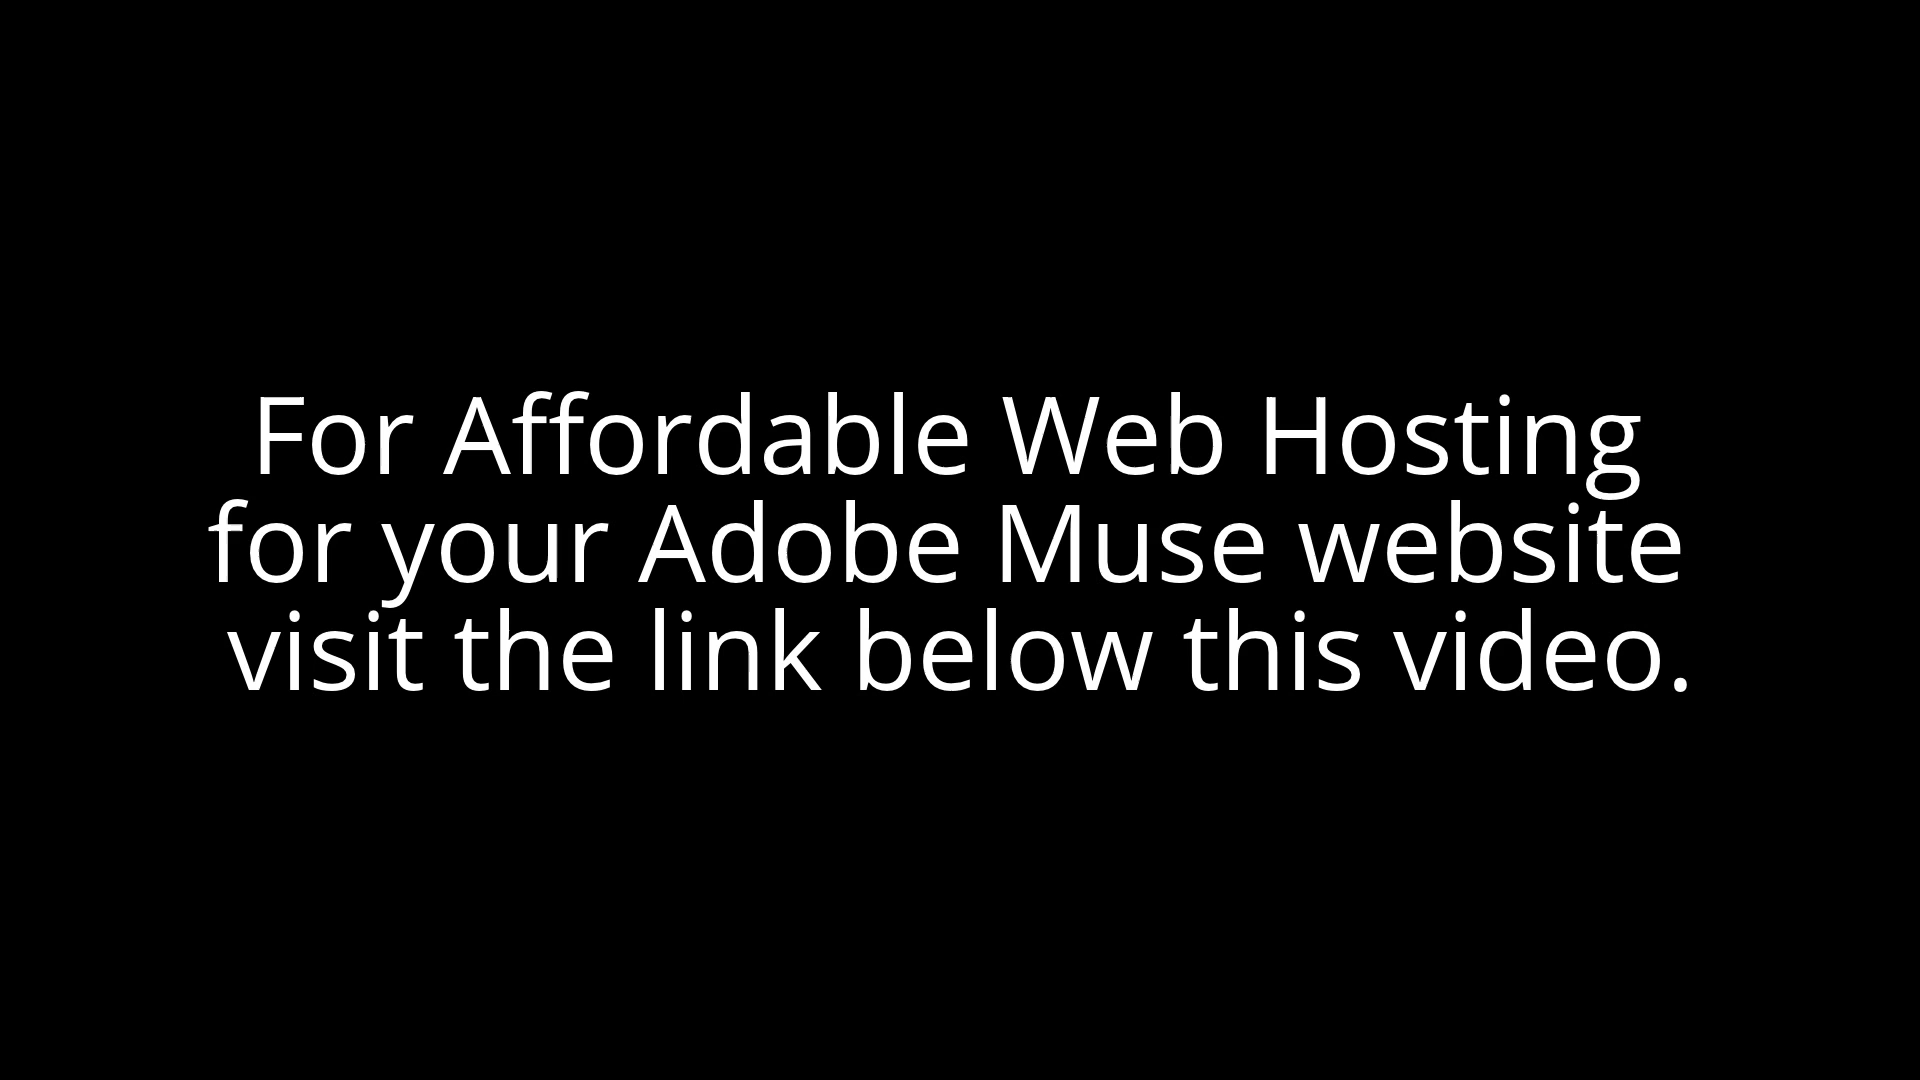 For Affordable Web Hosting
for your Adobe Muse website
visit the link below this video.